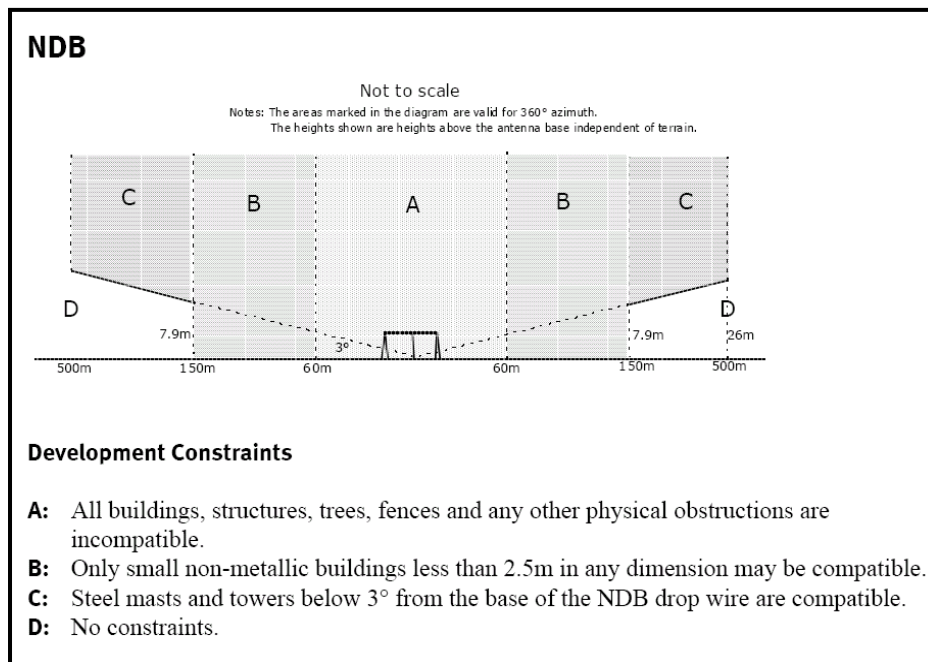 NDB
Not to scale
Notes: The areas marked in the diagram are valid for 360° azimuth.
The heights shown are heights above the antenna base independent of terrain.
C B A B C
D D
7.9m 3° 7.9m 26m
500m 150m 60m 60m 150m 500m
Development Constraints
A: All buildings, structures, trees, fences and any other physical obstructions are
incompatible.
B: Only small non-metallic buildings less than 2.5m in any dimension may be compatible.
C: Steel masts and towers below 3° from the base of the NDB drop wire are compatible.
D: No constraints.